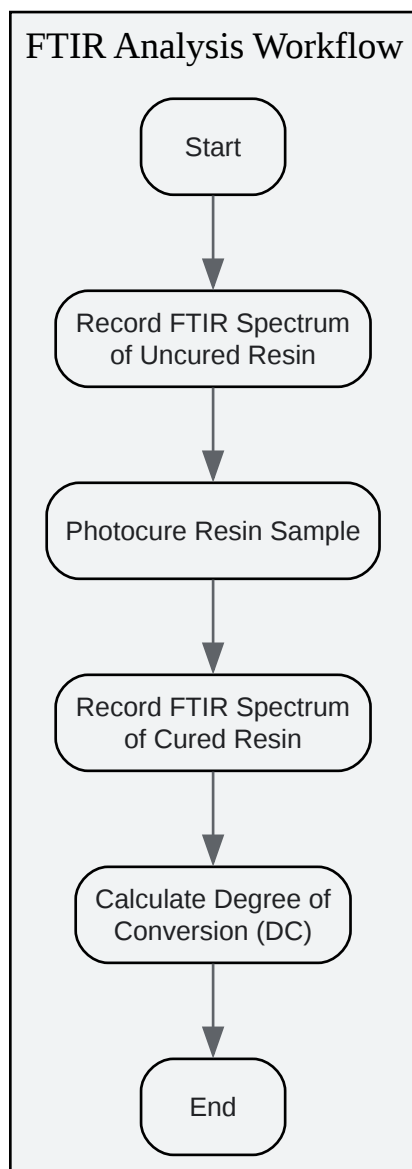 FTIR Analysis Workflow
Start
Record FTIR Spectrum
of Uncured Resin
Photocure Resin Sample
Record FTIR Spectrum
of Cured Resin
Calculate Degree of
Conversion (DC)
End